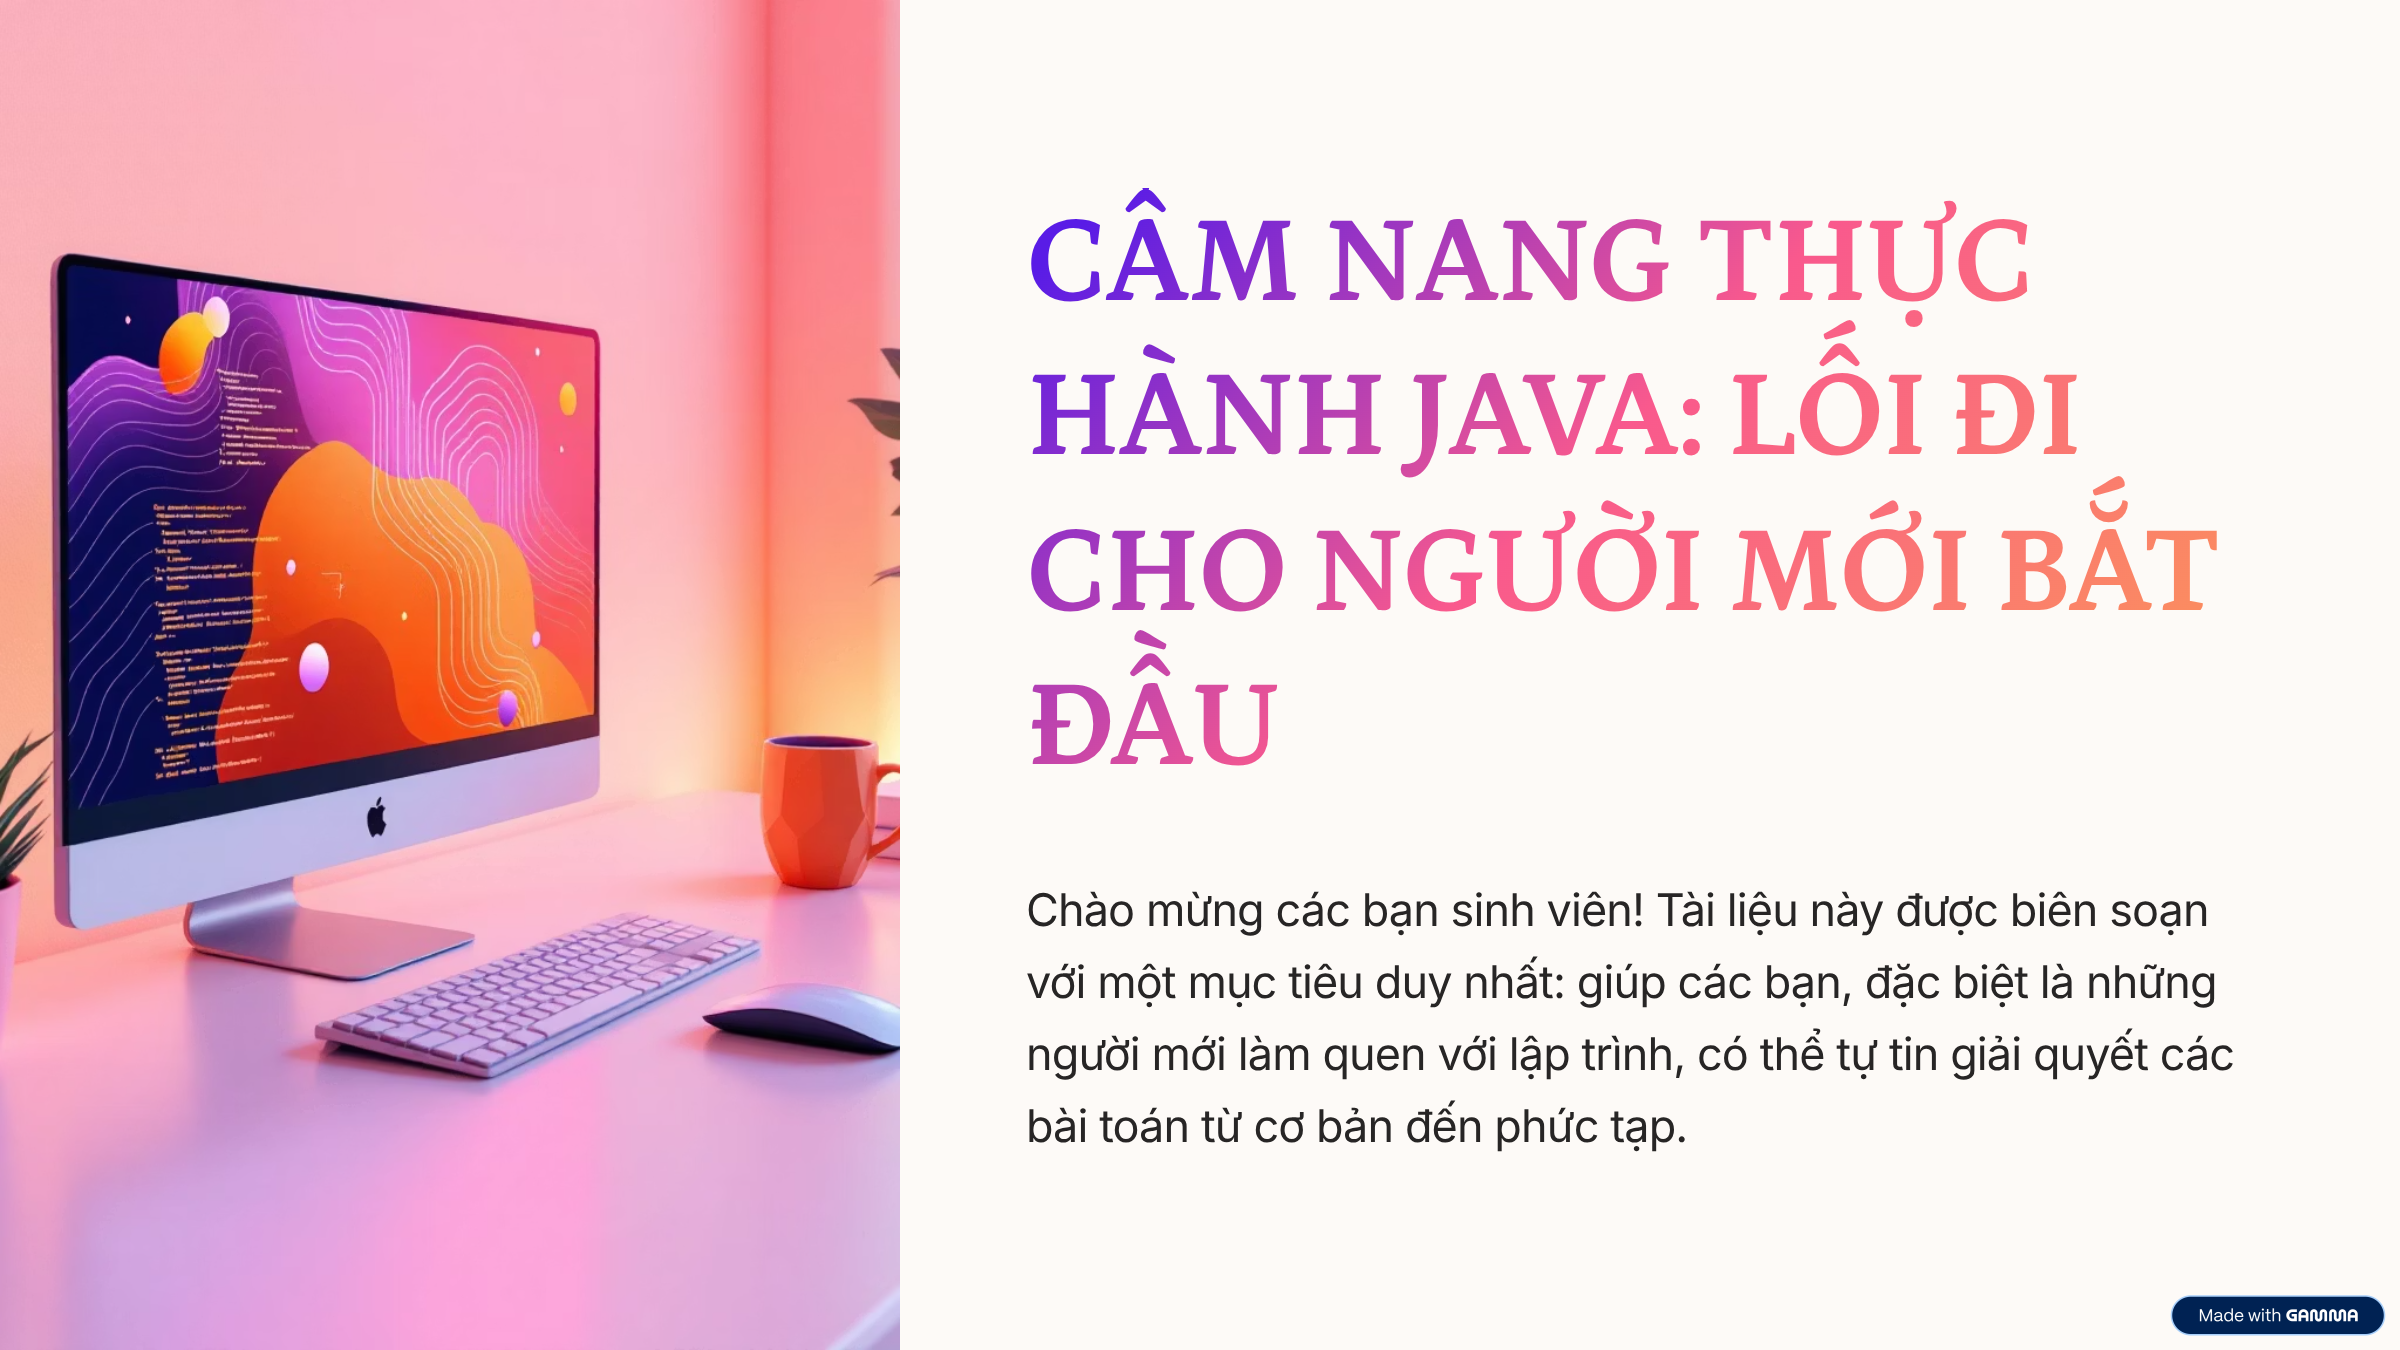 CÂM NANG THỰC
HÀNH JAVA: LỐI ĐI
CHO NGƯỜI MỚI BẮT
ĐẦU
Chào mừng các bạn sinh viên! Tài liệu này được biên soạn
với một mục tiêu duy nhất: giúp các bạn, đặc biệt là những
người mới làm quen với lập trình, có thể tự tin giải quyết các
bài toán từ cơ bản đến phức tạp.
Made with GAMMA